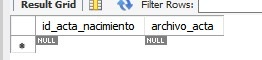 Result Grid Filter Rows:
id_acta_nacimiento archivo_acta
* NULL NULL